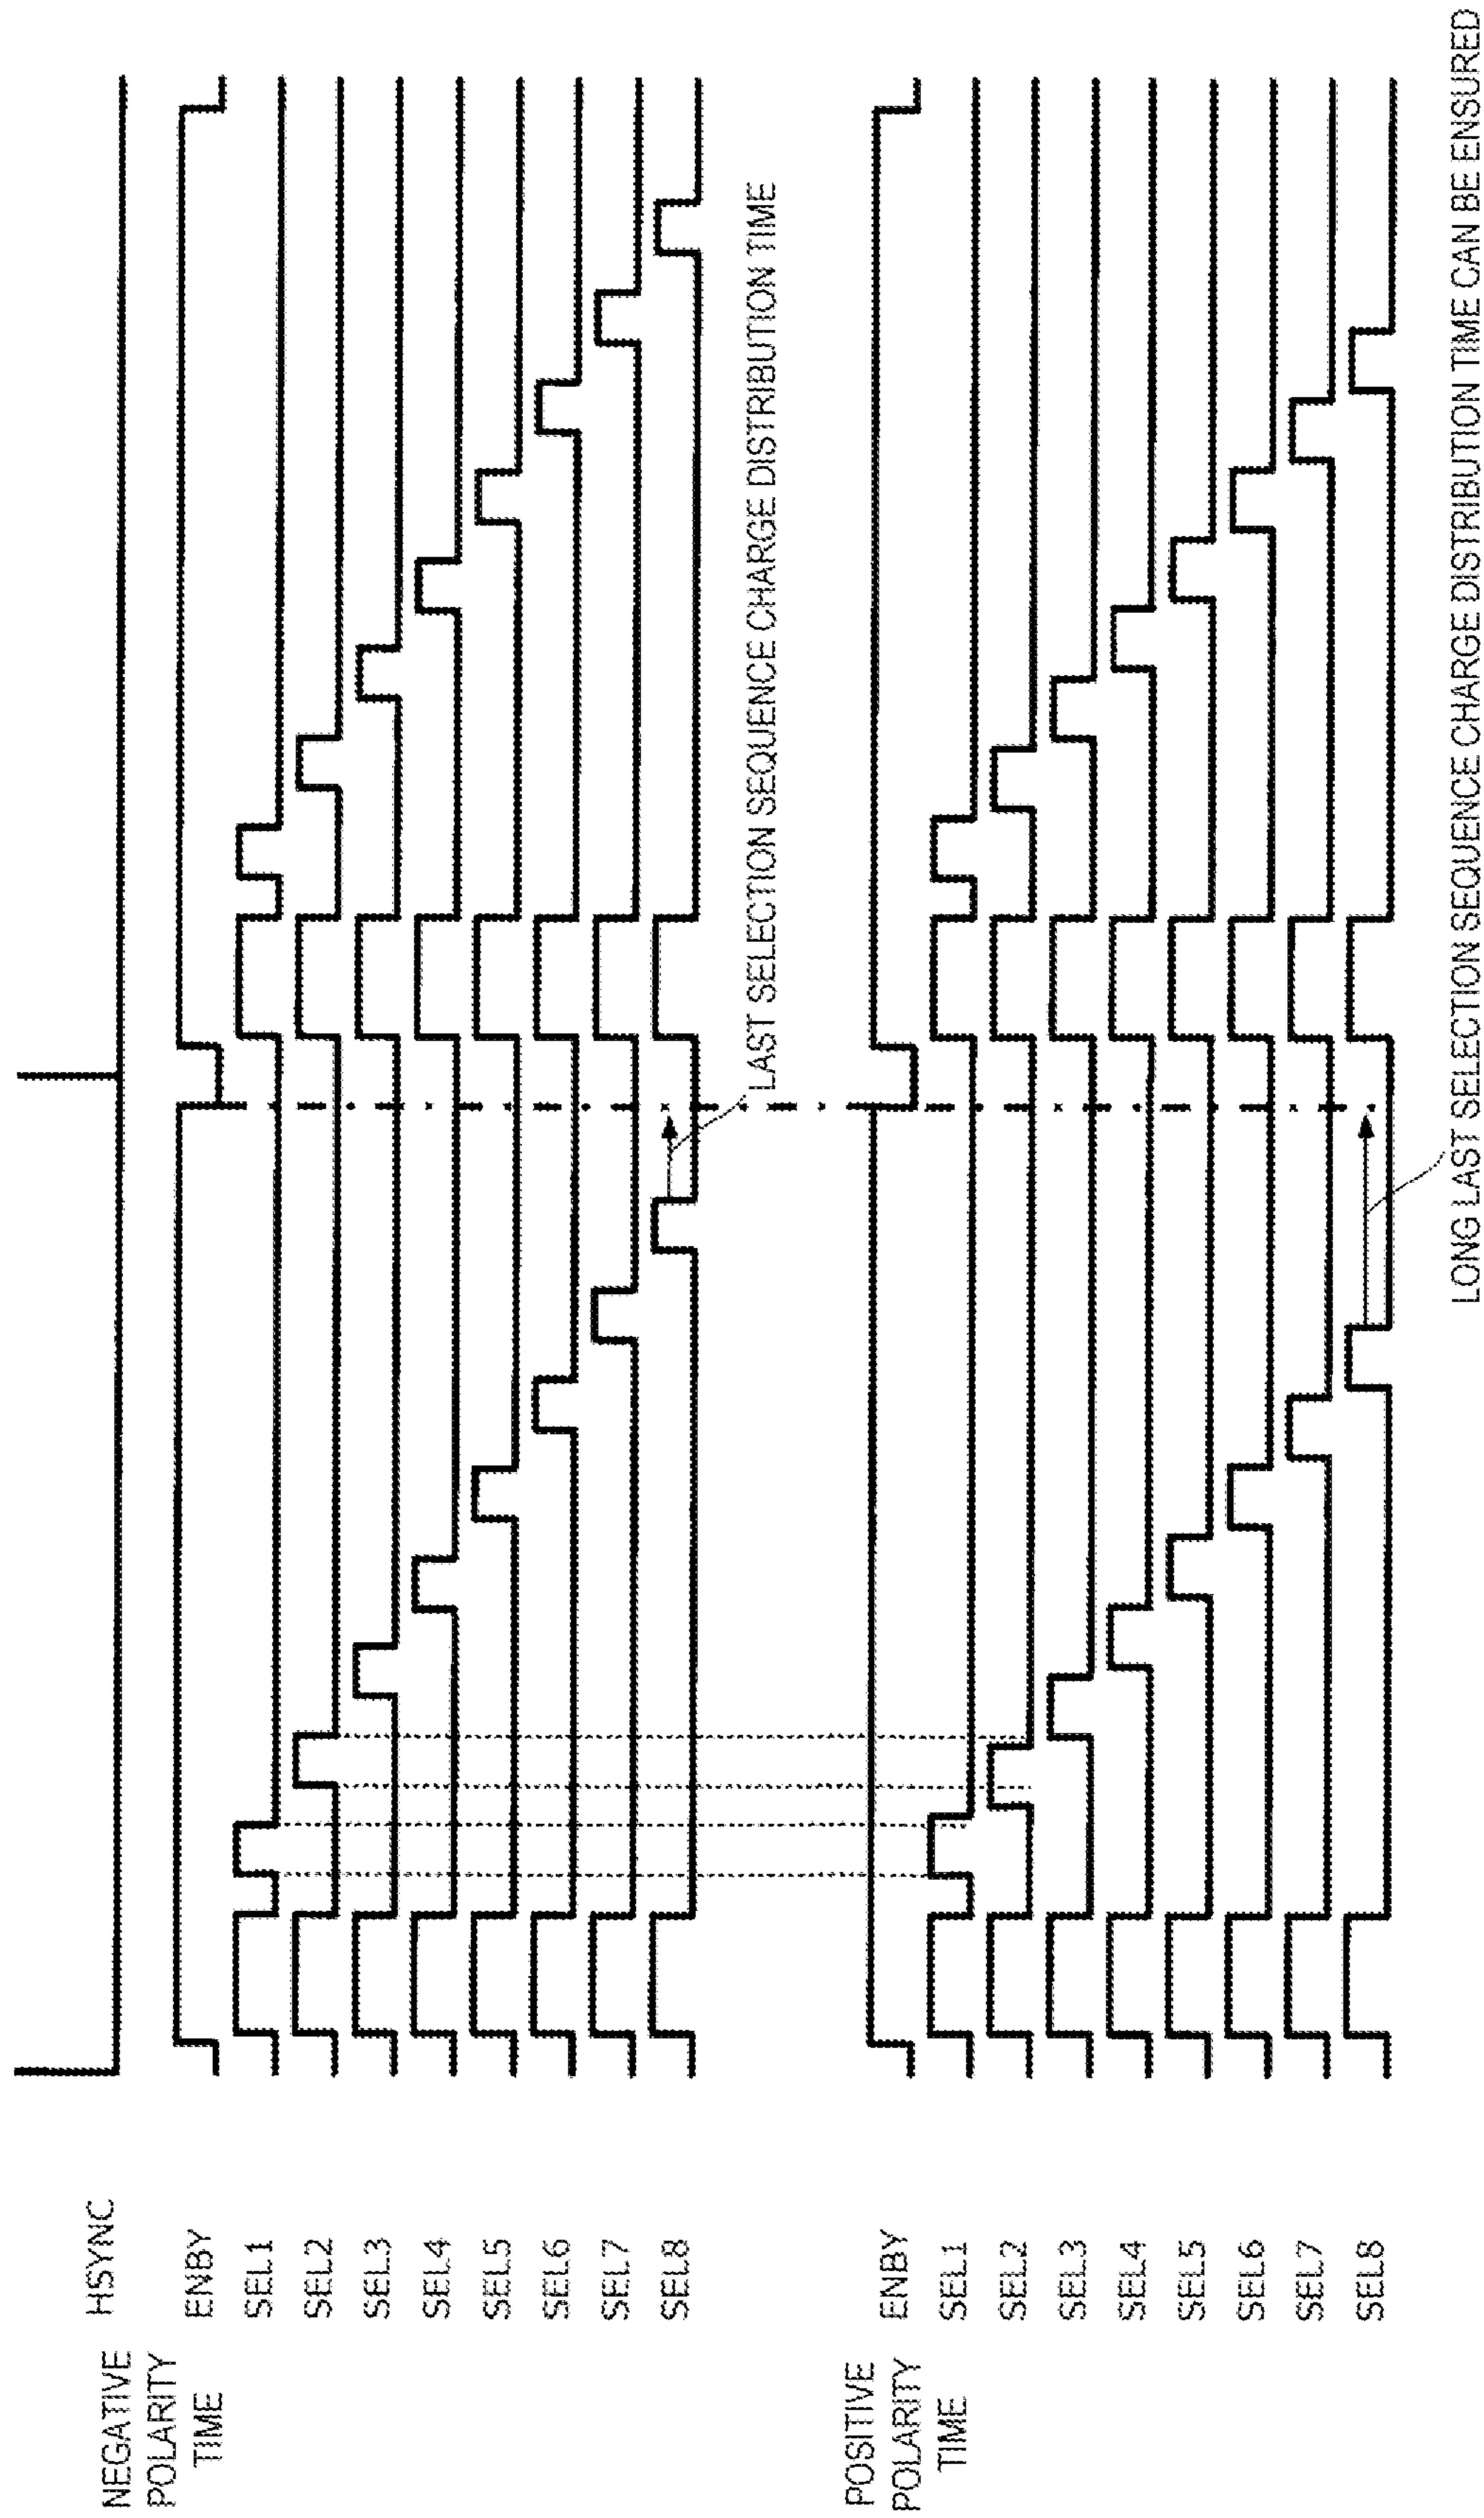 HSYNC
NEGATIVE
POLARITY
TIME
ENBY
SEL1
SEL2
SEL3
SEL4
SEL5
SEL6
SEL7
SEL8
LAST SELECTION SEQUENCE CHARGE DISTRIBUTION TIME
POSITIVE
POLARITY
TIME
ENBY
SEL1
SEL2
SEL3
SEL4
SEL5
SEL6
SEL7
SEL8
LONG LAST SELECTION SEQUENCE CHARGE DISTRIBUTION TIME CAN BE ENSURED